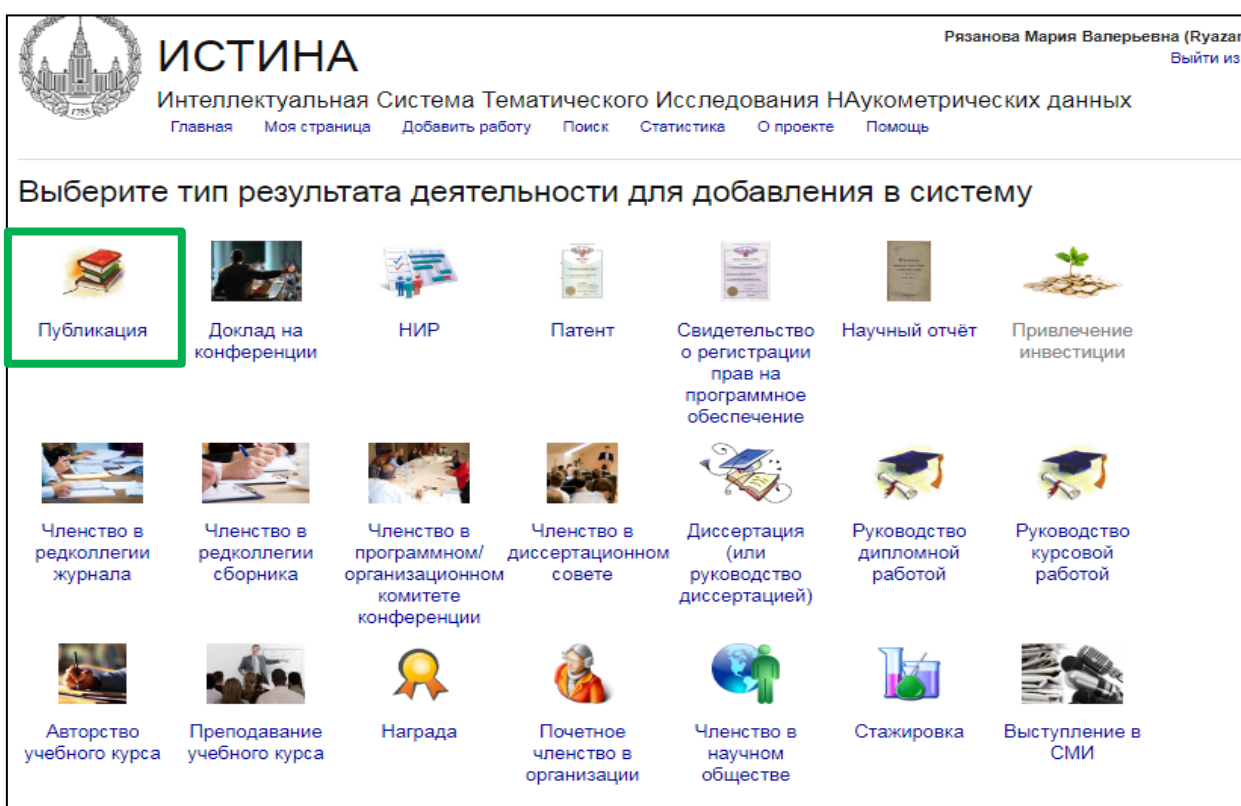 ИСТИНА
Рязанова Мария Валерьевна (Ryazan
Выйти из
Интеллектуальная Система Тематического Исследования НАукометрических данных
Главная Моя страница Добавить работу Поиск Статистика О проекте Помощь
1755
Выберите тип результата деятельности для добавления в систему
Публикация
Доклад на
конференции
НИР
Патент
Свидетельство
о регистрации
прав на
программное
обеспечение
Научный отчёт
Привлечение
инвестиции
Членство в
редколлегии
журнала
Членство в
редколлегии
сборника
Членство в
программном/
организационном
комитете
конференции
Членство в
диссертационном
совете
Диссертация
(или
руководство
диссертацией)
Руководство
дипломной
работой
Руководство
курсовой
работой
Авторство
учебного курса
Преподавание
учебного курса
Награда
Почетное
членство в
организации
Членство в
научном
обществе
Стажировка
Выступление в
СМИ